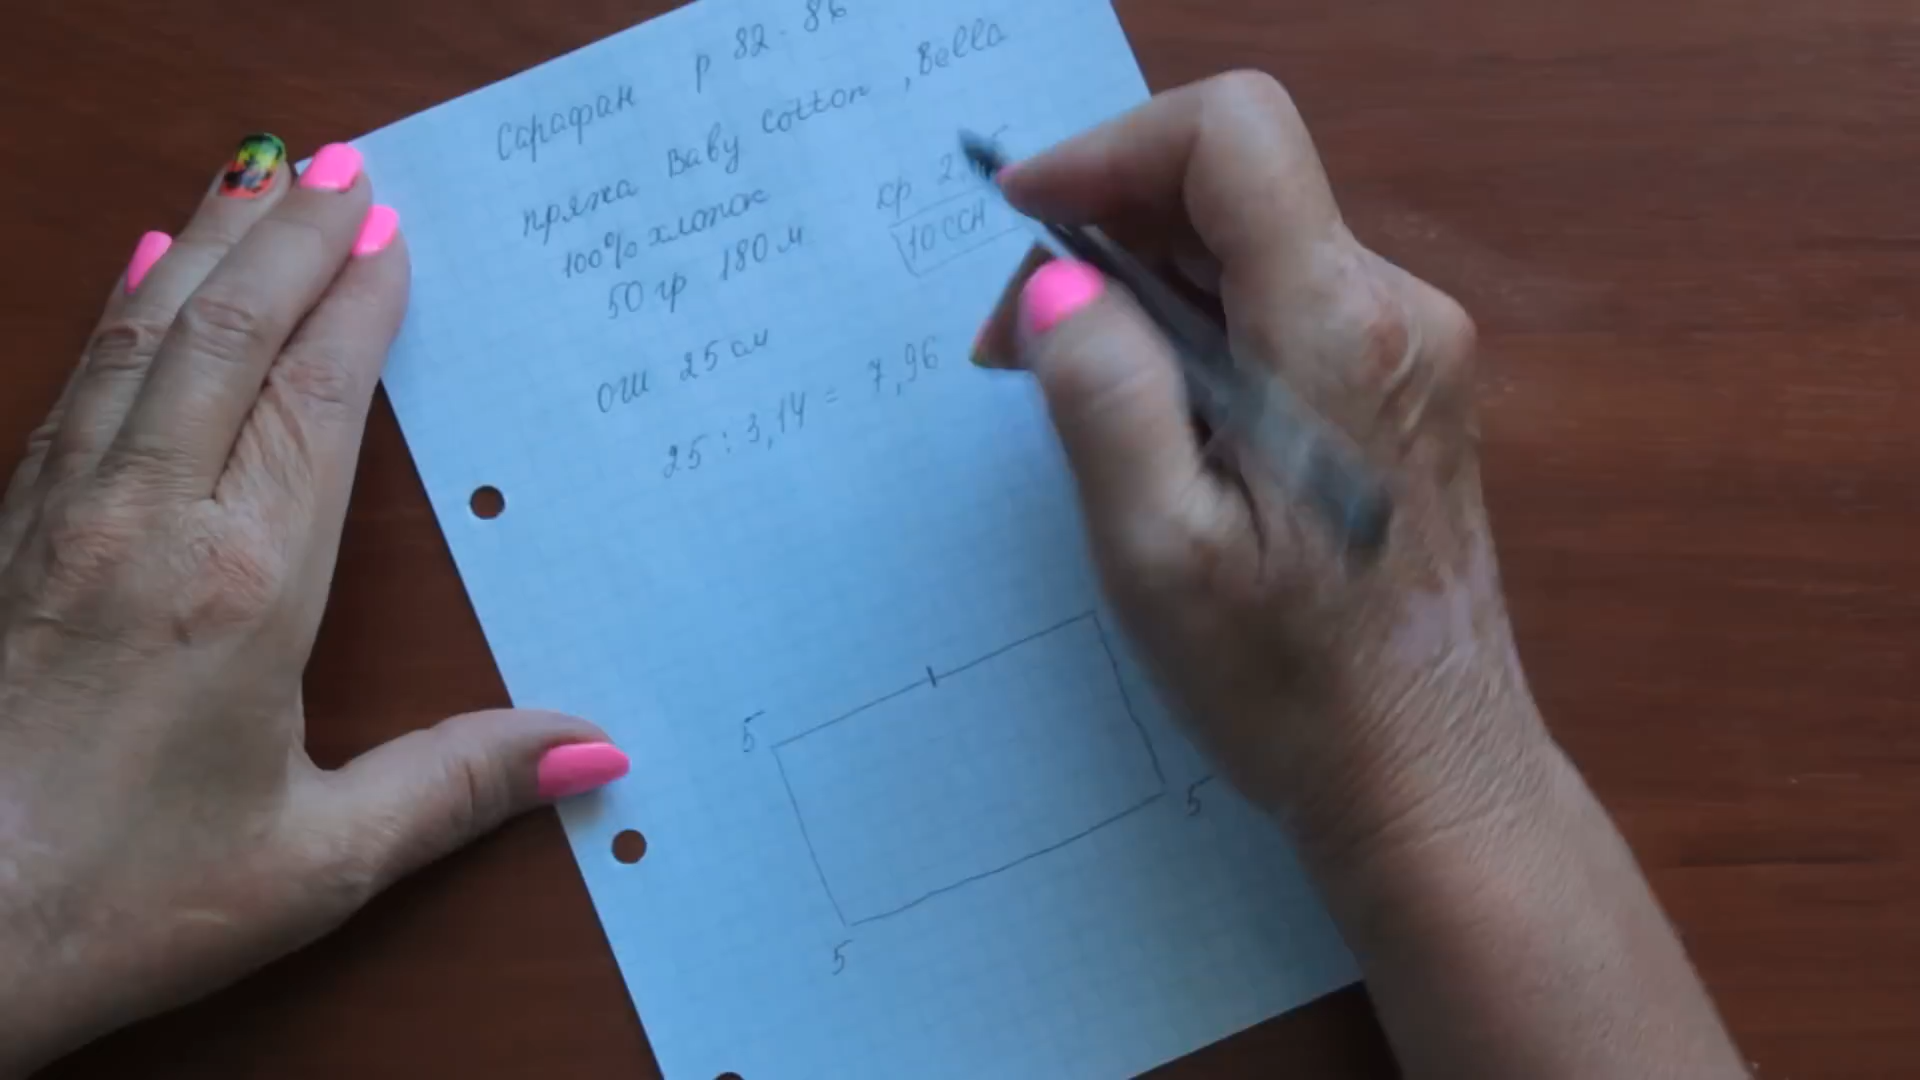 Сарафан р 82-86
пряжа Baby cotton, Bella
100% хлопок
50 гр 180 м
кр
10 ССН
ОШ 25 см
25 : 3,14 = 7,96
5
5
5